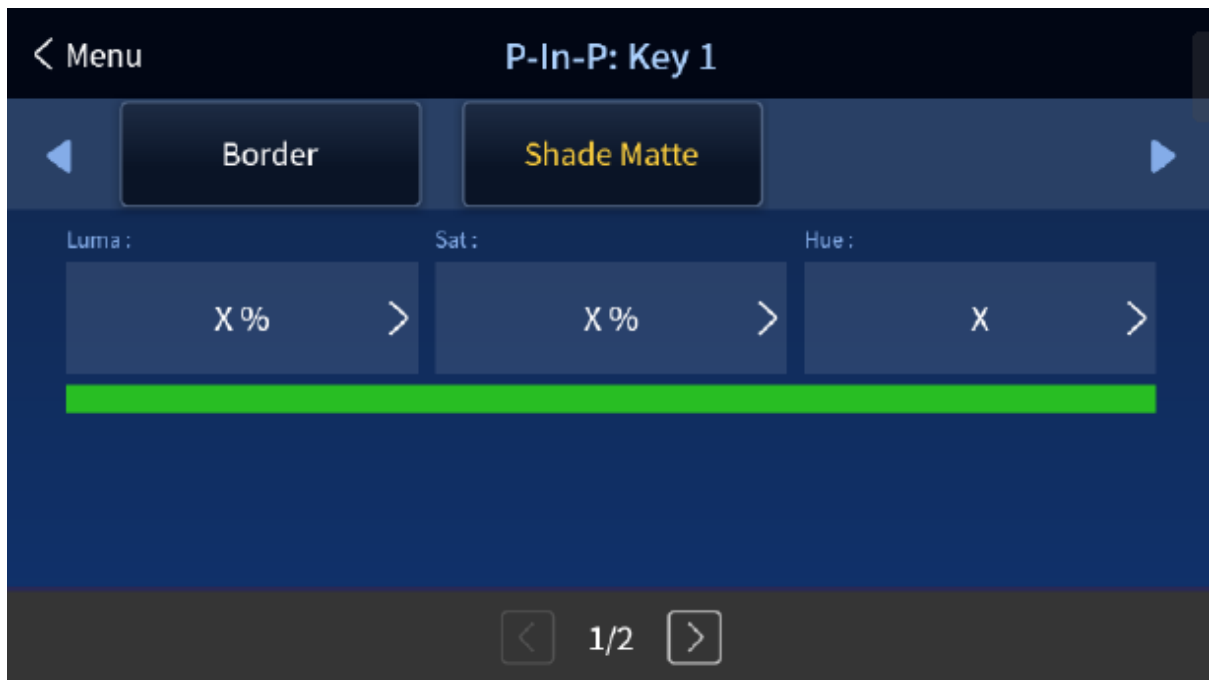 < Menu P-In-P: Key 1
Border Shade Matte
Luma : Sat : Hue :
X % > X % > X >
< 1/2 >